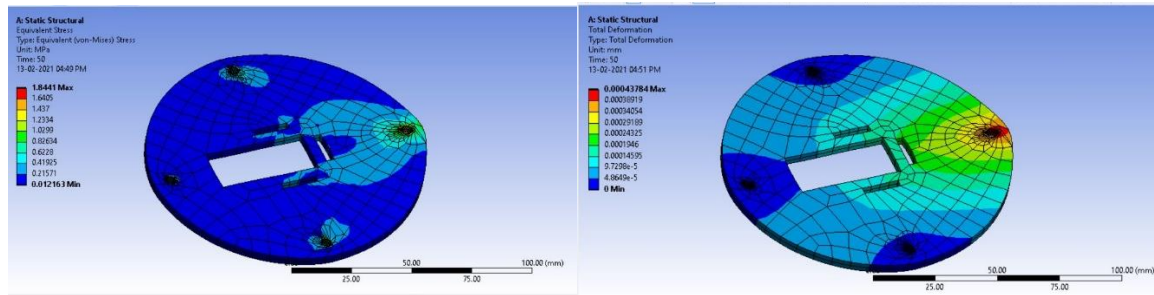 A: Static Structural
Equivalent Stress
Type: Equivalent (von-Mises) Stress
Unit: MPa
Time: 50
13-02-2021 04:49 PM
1.8441 Max
1.6405
1.437
1.2334
1.0299
0.82634
0.6228
0.41925
0.21571
0.012163 Min
50.00
100.00 (mm)
25.00
75.00
A: Static Structural
Total Deformation
Type: Total Deformation
Unit: mm
Time: 50
13-02-2021 04:51 PM
0.00043784 Max
0.00038919
0.00034054
0.00029189
0.00024325
0.0001946
0.00014595
9.7298e-5
4.8649e-5
0 Min
50.00
100.00 (mm)
25.00
75.00